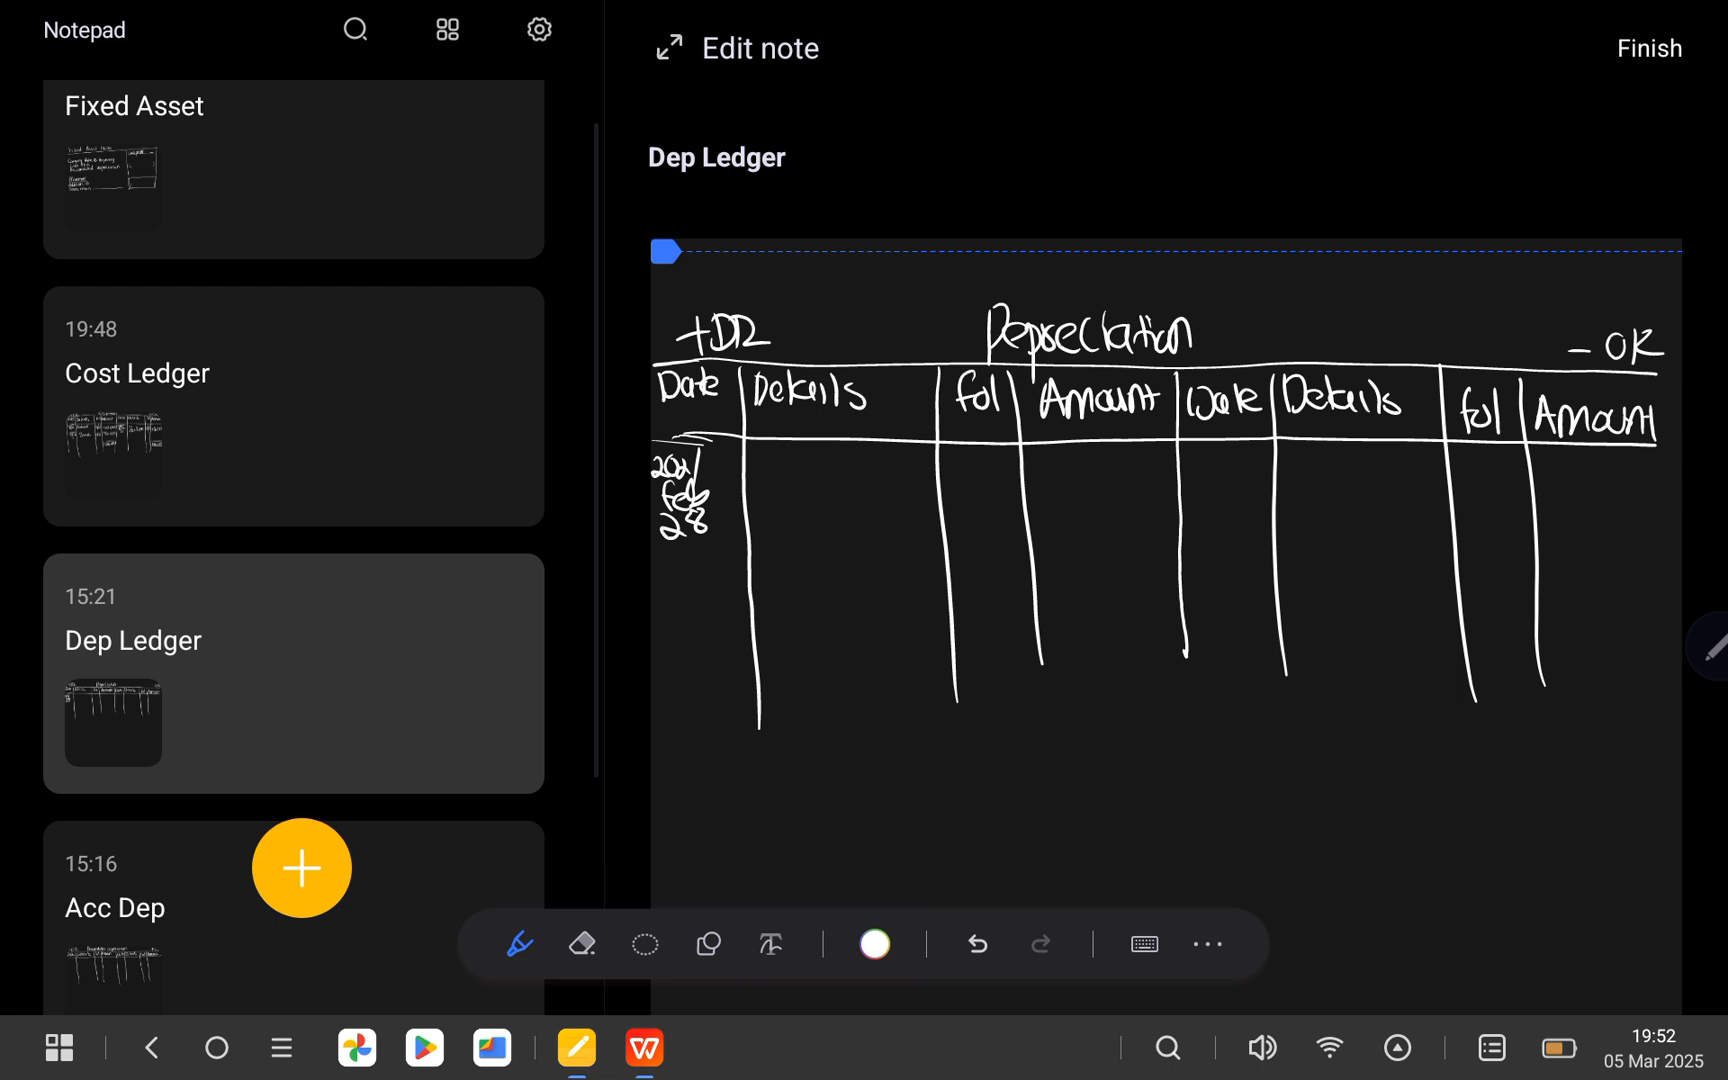 Notepad
Fixed Asset
19:48
Cost Ledger
15:21
Dep Ledger
15:16
Acc Dep
Edit note
Finish
Dep Ledger
+DR Depreciation - CR
Date Details fol Amount Date Details fol Amount
2021
Feb
28
19:52
05 Mar 2025